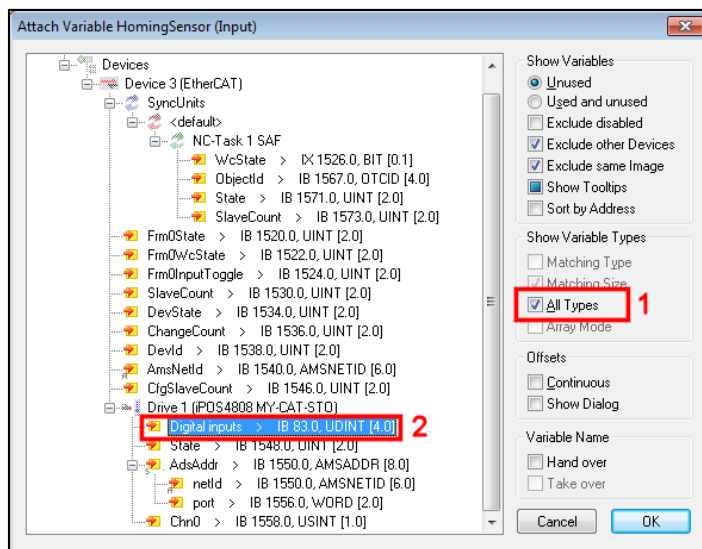 Attach Variable HomingSensor (Input)
Devices
Device 3 (EtherCAT)
SyncUnits
<default>
NC-Task 1 SAF
WcState > IX 1526.0, BIT [0.1]
ObjectId > IB 1567.0, OTCID [4.0]
State > IB 1571.0, UINT [2.0]
SlaveCount > IB 1573.0, UINT [2.0]
Frm0State > IB 1520.0, UINT [2.0]
Frm0WcState > IB 1522.0, UINT [2.0]
Frm0InputToggle > IB 1524.0, UINT [2.0]
SlaveCount > IB 1530.0, UINT [2.0]
DevState > IB 1534.0, UINT [2.0]
ChangeCount > IB 1536.0, UINT [2.0]
DevId > IB 1538.0, UINT [2.0]
AmsNetId > IB 1540.0, AMSNETID [6.0]
CfgSlaveCount > IB 1546.0, UINT [2.0]
Drive 1 (iPOS4808 MY-CAT-STO)
Digital inputs > IB 83.0, UDINT [4.0]
2
State > IB 1548.0, UINT [2.0]
AdsAddr > IB 1550.0, AMSADDR [8.0]
netId > IB 1550.0, AMSNETID [6.0]
port > IB 1556.0, WORD [2.0]
Chn0 > IB 1558.0, USINT [1.0]
Show Variables
Unused
Used and unused
Exclude disabled
Exclude other Devices
Exclude same Image
Show Tooltips
Sort by Address
Show Variable Types
Matching Type
Matching Size
All Types
1
Array Mode
Offsets
Continuous
Show Dialog
Variable Name
Hand over
Take over
Cancel
OK